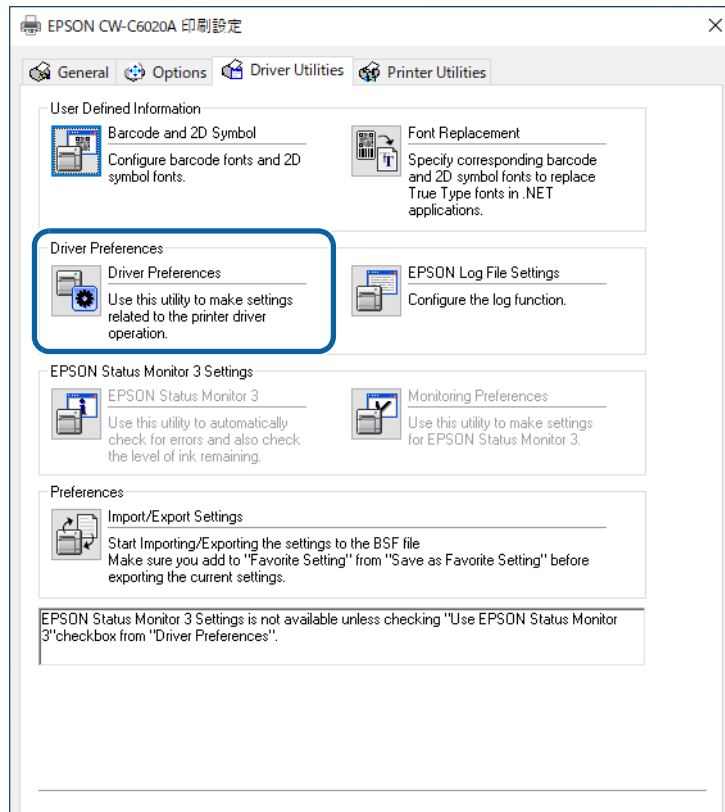 EPSON CW-C6020A 印刷設定
General
Options
Driver Utilities
Printer Utilities
User Defined Information
Barcode and 2D Symbol
Configure barcode fonts and 2D
symbol fonts.
Font Replacement
Specify corresponding barcode
and 2D symbol fonts to replace
True Type fonts in .NET
applications.
Driver Preferences
Driver Preferences
Use this utility to make settings
related to the printer driver
operation.
EPSON Log File Settings
Configure the log function.
EPSON Status Monitor 3 Settings
EPSON Status Monitor 3
Use this utility to automatically
check for errors and also check
the level of ink remaining.
Monitoring Preferences
Use this utility to make settings
for EPSON Status Monitor 3.
Preferences
Import/Export Settings
Start Importing/Exporting the settings to the BSF file
Make sure you add to "Favorite Setting" from "Save as Favorite Setting" before
exporting the current settings.
EPSON Status Monitor 3 Settings is not available unless checking "Use EPSON Status Monitor
3"checkbox from "Driver Preferences".